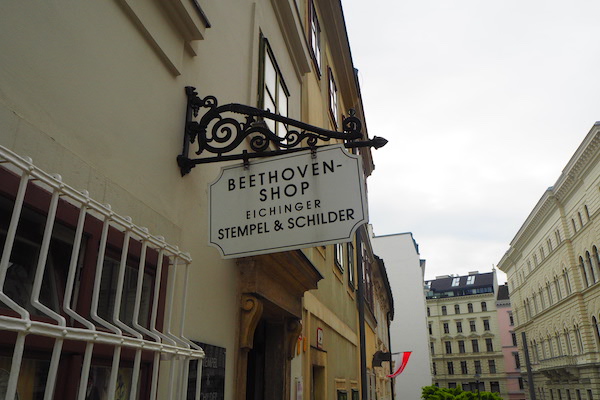 BEETHOVEN-
SHOP
EICHINGER
STEMPEL & SCHILDER